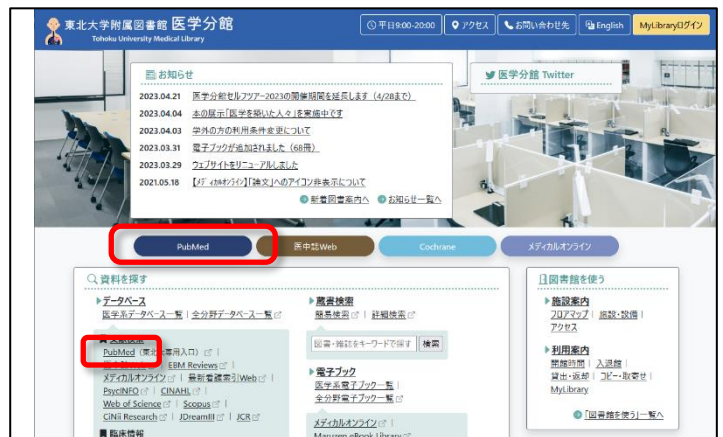 東北大学附属図書館 医学分館
Tohoku University Medical Library
平日9:00-20:00
アクセス
お問い合わせ先
English
MyLibraryログイン
お知らせ
2023.04.21 医学分館セルフツアー2023の開催期間を延長します（4/28まで）
2023.04.04 本の展示「医学を築いた人々」を実施中です
2023.04.03 学外の方の利用条件変更について
2023.03.31 電子ブックが追加されました（68冊）
2023.03.29 ウェブサイトをリニューアルしました
2021.05.18 【メディカルオンライン】「論文」へのアイコン非表示について
新着図書案内へ お知らせ一覧へ
医学分館 Twitter
PubMed
医中誌Web
Cochrane
メディカルオンライン
資料を探す
データベース
医学系データベース一覧 | 全分野データベース一覧
PubMed
専用入口）
| EBM Reviews
メディカルオンライン | 最新看護索引Web |
PsycINFO | CINAHL |
Web of Science | Scopus |
CiNii Research | JDreamIII | JCR
臨床情報
蔵書検索
簡易検索 | 詳細検索
図書・雑誌をキーワードで探す 検索
電子ブック
医学系電子ブック一覧 |
全分野電子ブック一覧
メディカルオンライン |
Maruzen eBook Library
図書館を使う
施設案内
フロアマップ | 施設・設備 |
アクセス
利用案内
開館時間 | 入退館 |
貸出・返却 | コピー・取寄せ |
MyLibrary
「図書館を使う」一覧へ